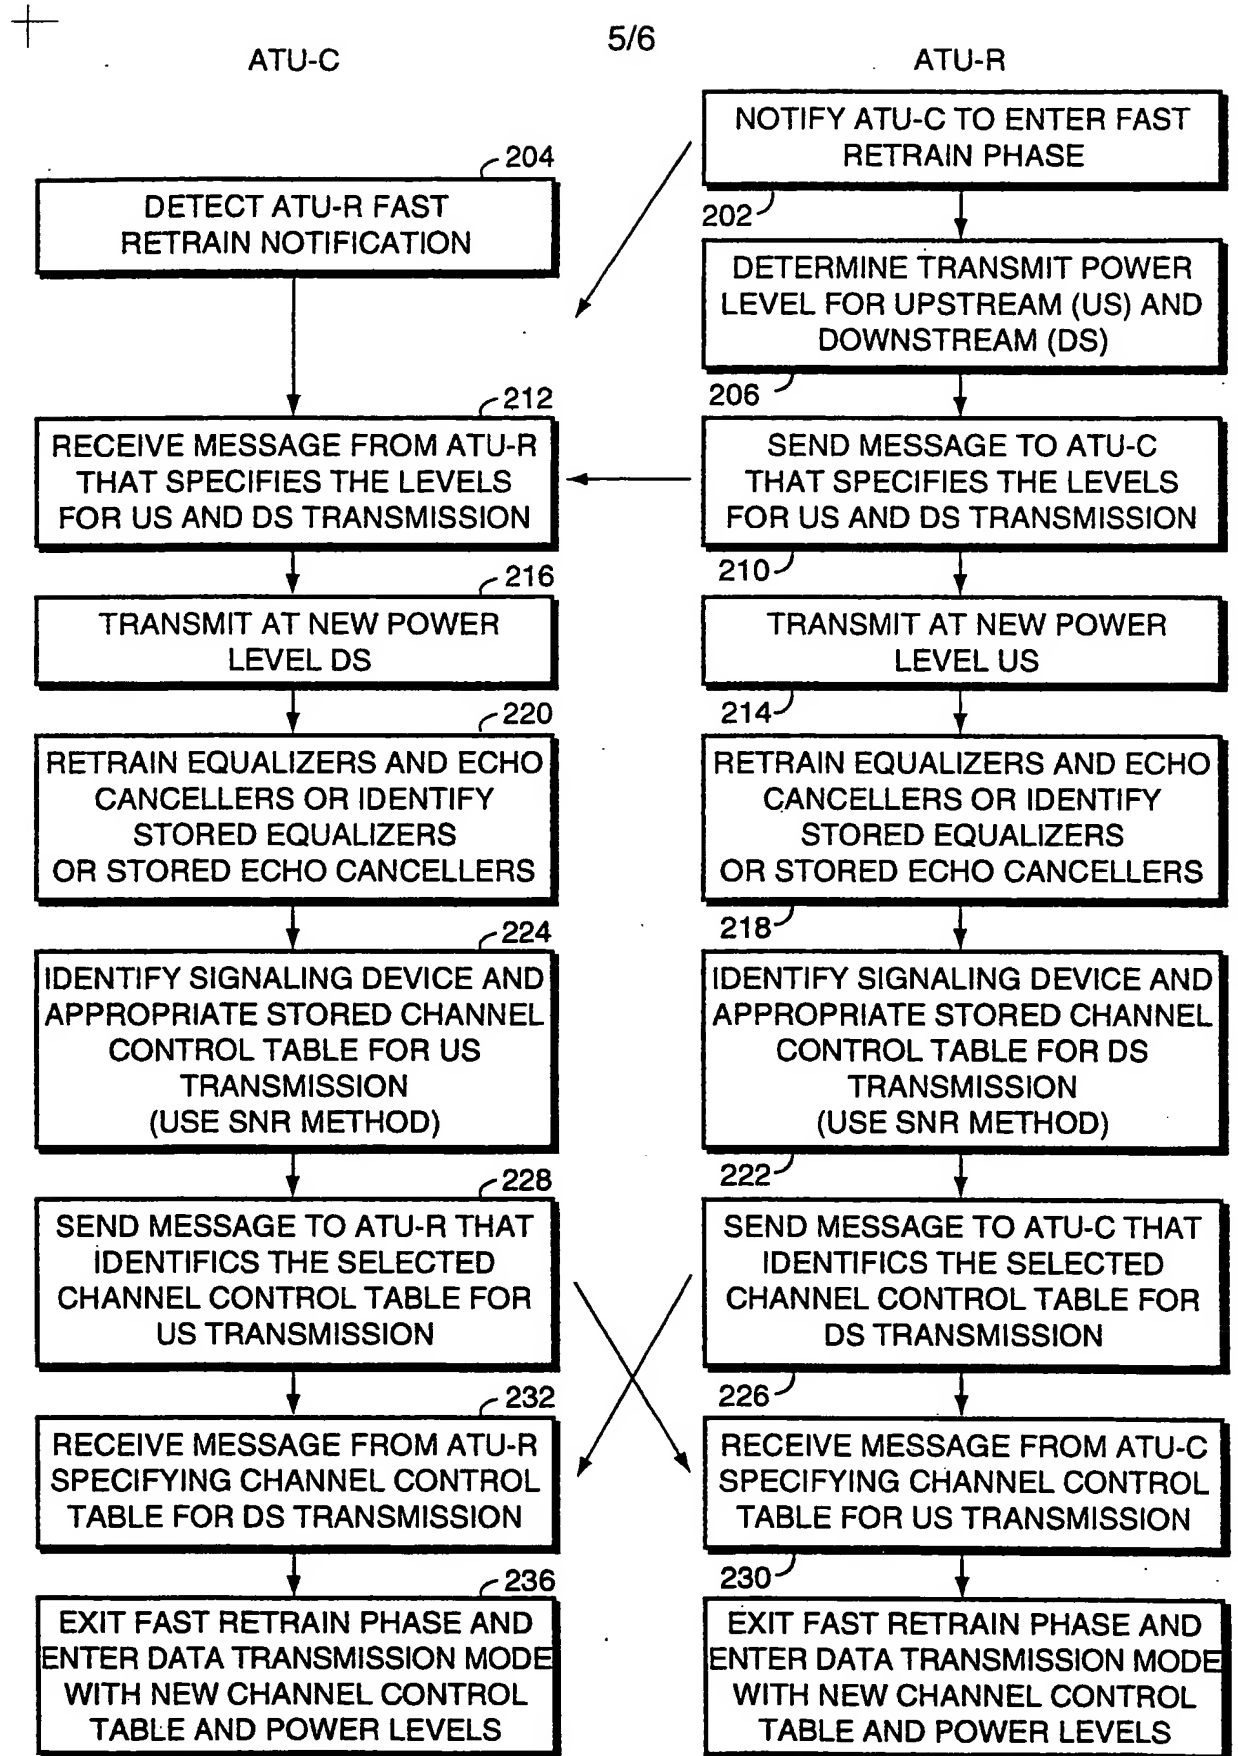 5/6
ATU-C
ATU-R
NOTIFY ATU-C TO ENTER FAST
RETRAIN PHASE
202
204
DETECT ATU-R FAST
RETRAIN NOTIFICATION
DETERMINE TRANSMIT POWER
LEVEL FOR UPSTREAM (US) AND
DOWNSTREAM (DS)
206
212
RECEIVE MESSAGE FROM ATU-R
THAT SPECIFIES THE LEVELS
FOR US AND DS TRANSMISSION
SEND MESSAGE TO ATU-C
THAT SPECIFIES THE LEVELS
FOR US AND DS TRANSMISSION
210
216
TRANSMIT AT NEW POWER
LEVEL DS
TRANSMIT AT NEW POWER
LEVEL US
214
220
RETRAIN EQUALIZERS AND ECHO
CANCELLERS OR IDENTIFY
STORED EQUALIZERS
OR STORED ECHO CANCELLERS
RETRAIN EQUALIZERS AND ECHO
CANCELLERS OR IDENTIFY
STORED EQUALIZERS
OR STORED ECHO CANCELLERS
218
224
IDENTIFY SIGNALING DEVICE AND
APPROPRIATE STORED CHANNEL
CONTROL TABLE FOR US
TRANSMISSION
(USE SNR METHOD)
IDENTIFY SIGNALING DEVICE AND
APPROPRIATE STORED CHANNEL
CONTROL TABLE FOR DS
TRANSMISSION
(USE SNR METHOD)
222
228
SEND MESSAGE TO ATU-R THAT
IDENTIFICS THE SELECTED
CHANNEL CONTROL TABLE FOR
US TRANSMISSION
SEND MESSAGE TO ATU-C THAT
IDENTIFICS THE SELECTED
CHANNEL CONTROL TABLE FOR
DS TRANSMISSION
226
232
RECEIVE MESSAGE FROM ATU-R
SPECIFYING CHANNEL CONTROL
TABLE FOR DS TRANSMISSION
RECEIVE MESSAGE FROM ATU-C
SPECIFYING CHANNEL CONTROL
TABLE FOR US TRANSMISSION
230
236
EXIT FAST RETRAIN PHASE AND
ENTER DATA TRANSMISSION MODE
WITH NEW CHANNEL CONTROL
TABLE AND POWER LEVELS
EXIT FAST RETRAIN PHASE AND
ENTER DATA TRANSMISSION MODE
WITH NEW CHANNEL CONTROL
TABLE AND POWER LEVELS